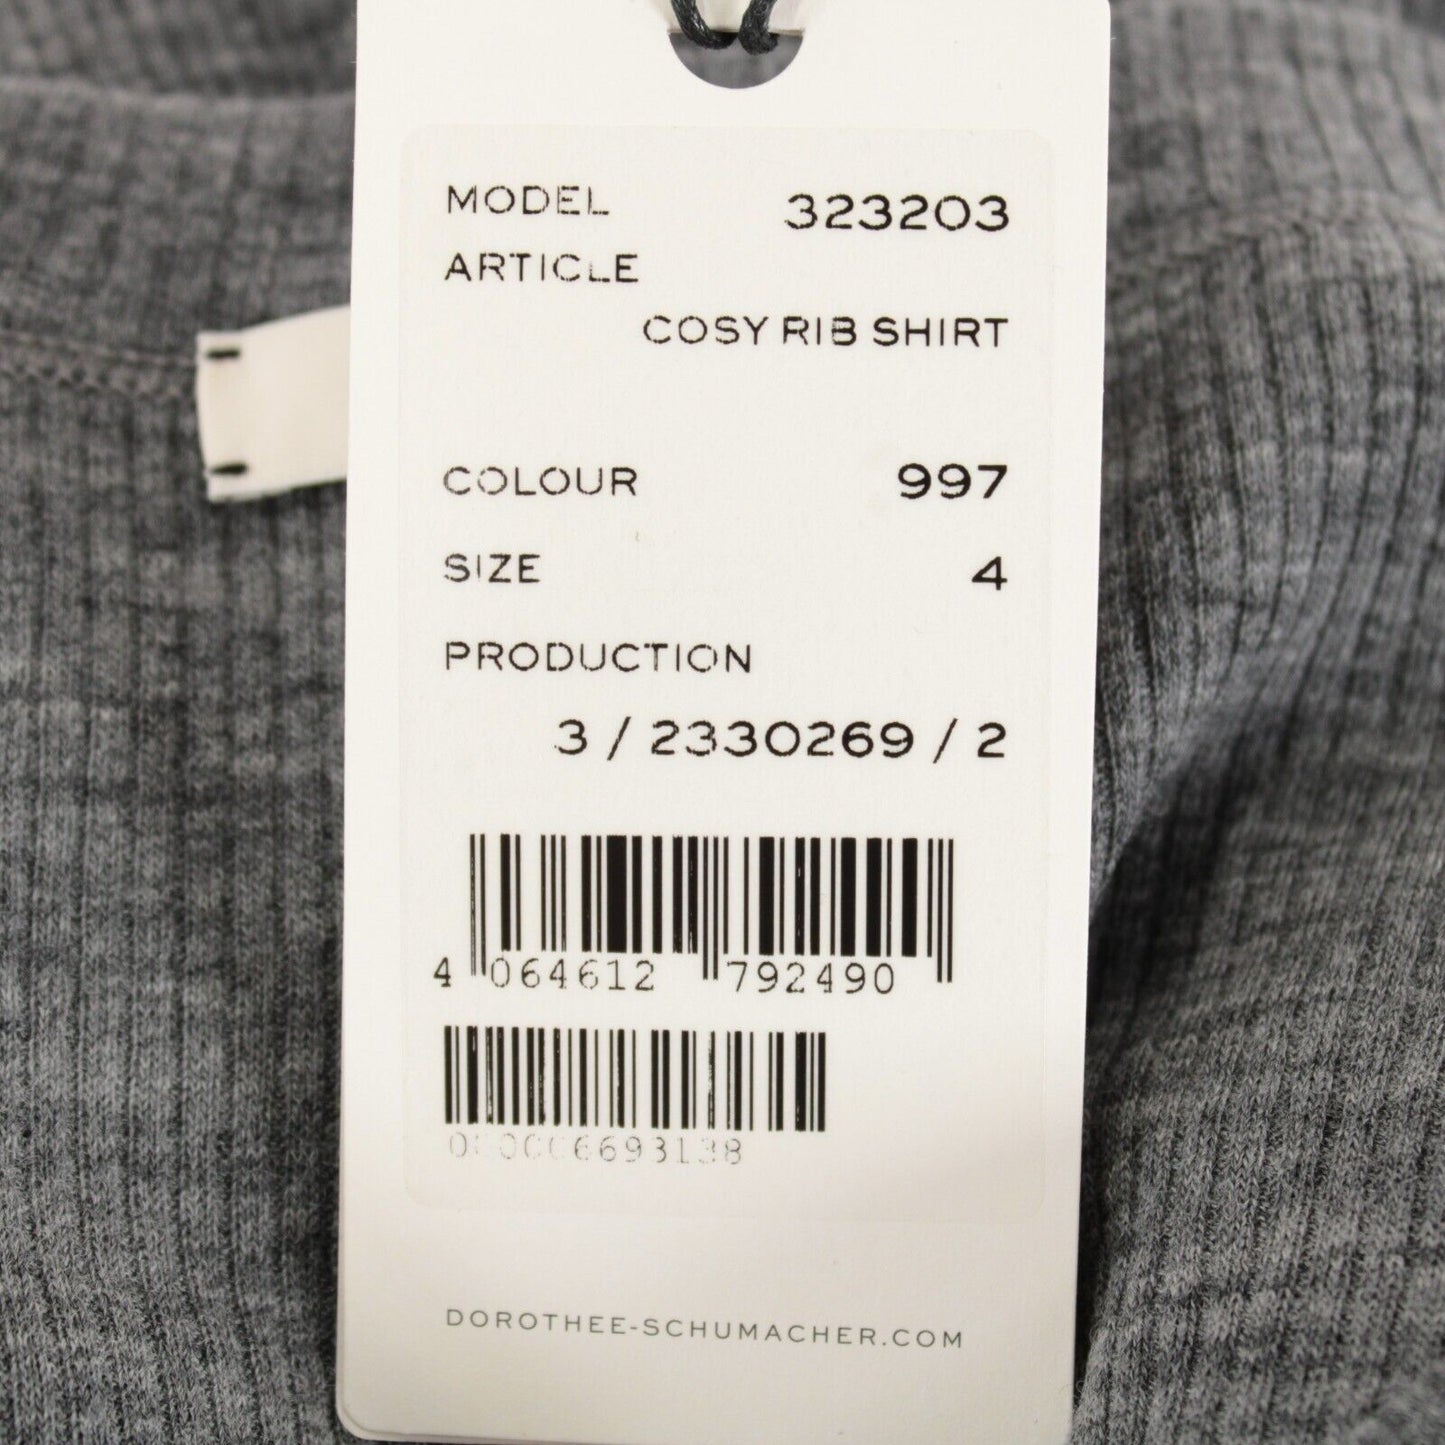 MODEL 323203
ARTICLE
COSY RIB SHIRT
COLOUR 997
SIZE 4
PRODUCTION
3 / 2330269 / 2
4 064612 792490
DOROTHEE-SCHUMACHER.COM